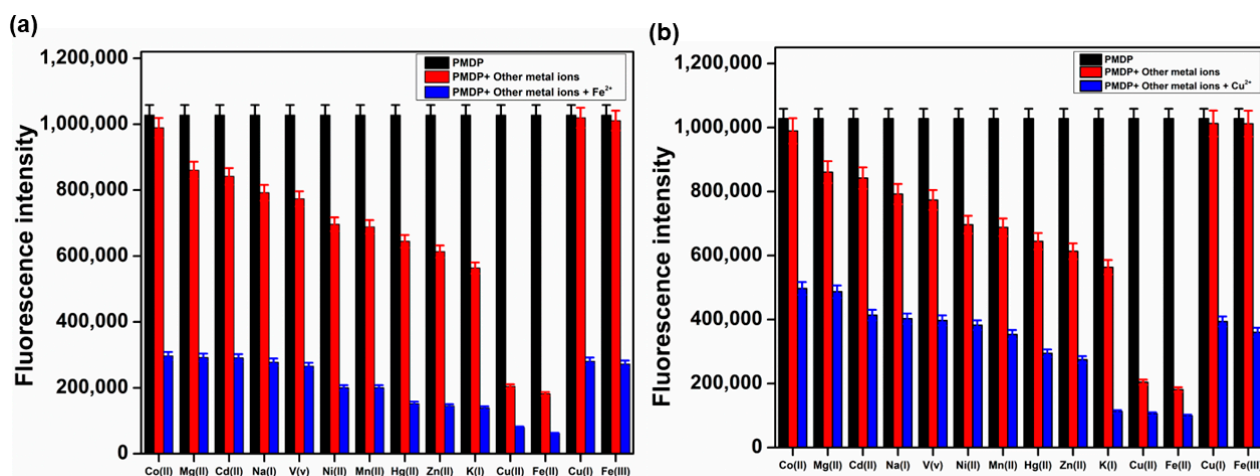 (a)
Fluorescence intensity
1,200,000
1,000,000
800,000
600,000
400,000
200,000
0
PMDP
PMDP+ Other metal ions
PMDP+ Other metal ions + Fe²⁺
Co(II) Mg(II) Cd(II) Na(I) V(v) Ni(II) Mn(II) Hg(II) Zn(II) K(I) Cu(II) Fe(II) Cu(I) Fe(III)
(b)
Fluorescence intensity
1,200,000
1,000,000
800,000
600,000
400,000
200,000
0
PMDP
PMDP+ Other metal ions
PMDP+ Other metal ions + Cu²⁺
Co(II) Mg(II) Cd(II) Na(I) V(v) Ni(II) Mn(II) Hg(II) Zn(II) K(I) Cu(II) Fe(II) Cu(I) Fe(III)